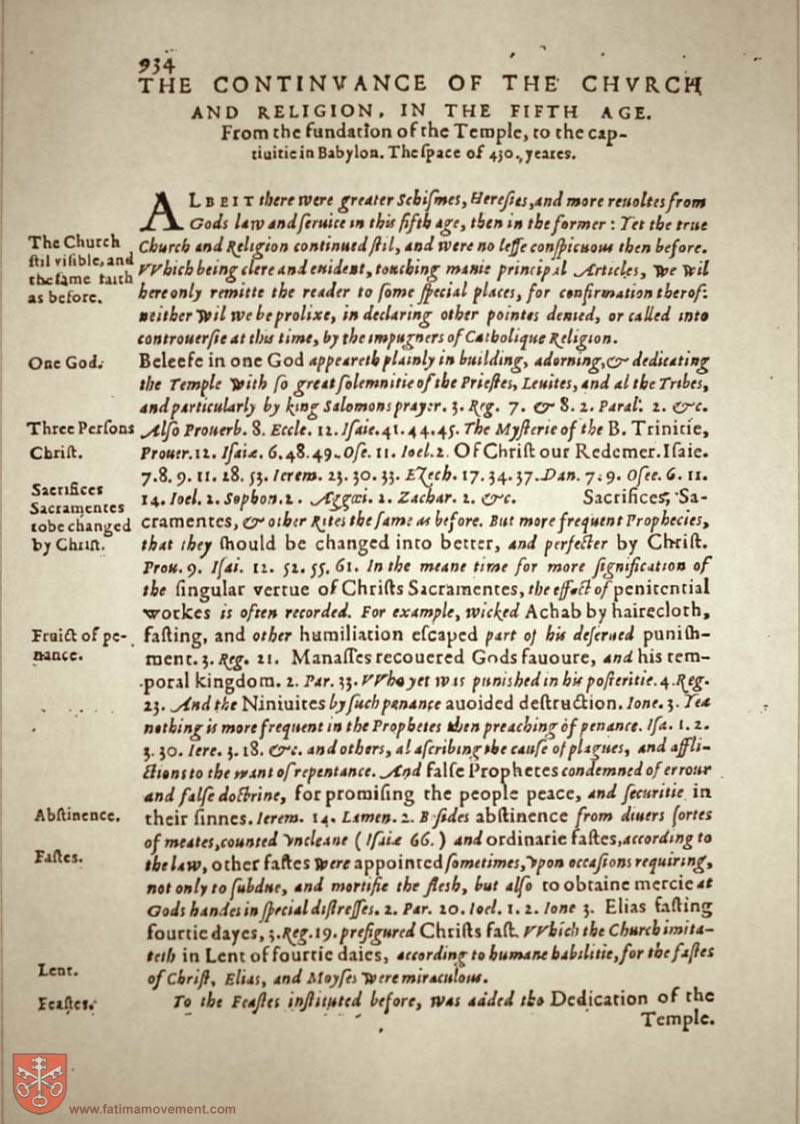 934
THE CONTINVANCE OF THE CHVRCH
AND RELIGION, IN THE FIFTH AGE.
From the fundation of the Temple, to the cap-
tiuitie in Babylon. The ſpace of 430. yeares.
ALBEIT there were greater Schiſmes, Hereſies, and more reuoltes from
Gods law and ſeruice in this fifth age, then in the former: Yet the true
The Church
ſtil viſible, and
the ſame faith
as before.
Church and Religion continued ſtil, and were no leſſe conſpicuous then before.
VVhich being clere and euident, touching manie principal Articles, we wil
here only remitte the reader to ſome ſpecial places, for confirmation therof:
neither wil we be prolixe, in declaring other pointes denied, or called into
controuerſie at this time, by the impugners of Catholique Religion.
One God.
Beleefe in one God appeareth plainly in building, adorning, & dedicating
the Temple with ſo great ſolemnitie of the Prieſtes, Leuites, and al the Tribes,
and particularly by king Salomons prayer. 3. Reg. 7. & 8. 2. Paral. 2. &c.
Three Perſons
Alſo Prouerb. 8. Eccle. 12. Iſaie. 41. 44. 45. The Myſterie of the B. Trinitie,
Chriſt.
Prouer. 12. Iſaiæ. 6. 48. 49. Oſe. 11. Ioel. 2. Of Chriſt our Redemer. Iſaie.
7. 8. 9. 11. 28. 53. Ierem. 23. 30. 33. Ezech. 17. 34. 37. Dan. 7. 9. Oſee. 6. 11.
Sacrifices
Sacramentes
to be changed
by Chriſt.
14. Ioel. 2. Sophon. 2. Aggæi. 2. Zachar. 2. &c. Sacrifices, Sa-
cramentes, & other Rites the ſame as before. But more frequent Prophecies,
that they ſhould be changed into better, and perfecter by Chriſt.
Prou. 9. Iſai. 12. 52. 55. 61. In the meane time for more ſignification of
the ſingular vertue of Chriſts Sacramentes, the effect of penitential
workes is often recorded. For example, wicked Achab by hairecloth,
Fruict of pe-
nance.
faſting, and other humiliation eſcaped part of his deſerued puniſh-
ment. 3. Reg. 21. Manaſſes recouered Gods fauoure, and his tem-
poral kingdom. 2. Par. 33. VVho yet was puniſhed in his poſteritie. 4. Reg.
23. And the Niniuites by ſuch penance auoided deſtruction. Ione. 3. Yea
nothing is more frequent in the Prophetes then preaching of penance. Iſa. 1. 2.
3. 30. Iere. 3. 18. &c. and others, al aſcribing the cauſe of plagues, and affli-
ctions to the want of repentance. And falſe Prophetes condemned of errour
and falſe doctrine, for promiſing the people peace, and ſecuritie in
Abſtinence.
their ſinnes. Ierem. 14. Lamen. 2. Beſides abſtinence from diuers ſortes
of meates, counted vncleane (Iſaiæ 66.) and ordinarie faſtes, according to
Faſtes.
the law, other faſtes were appointed ſometimes, vpon occaſions requiring,
not only to ſubdue, and mortifie the fleſh, but alſo to obtaine mercie at
Gods handes in ſpecial diſtreſſes. 2. Par. 20. Ioel. 1. 2. Ione 3. Elias faſting
fourtie dayes, 3. Reg. 19. prefigured Chriſts faſt. VVhich the Church imita-
teth in Lent of fourtie daies, according to humane habilitie, for the faſtes
Lent.
of Chriſt, Elias, and Moyſes were miraculous.
Feaſtes.
To the Feaſtes inſtituted before, was added the Dedication of the
Temple.
www.fatimamovement.com